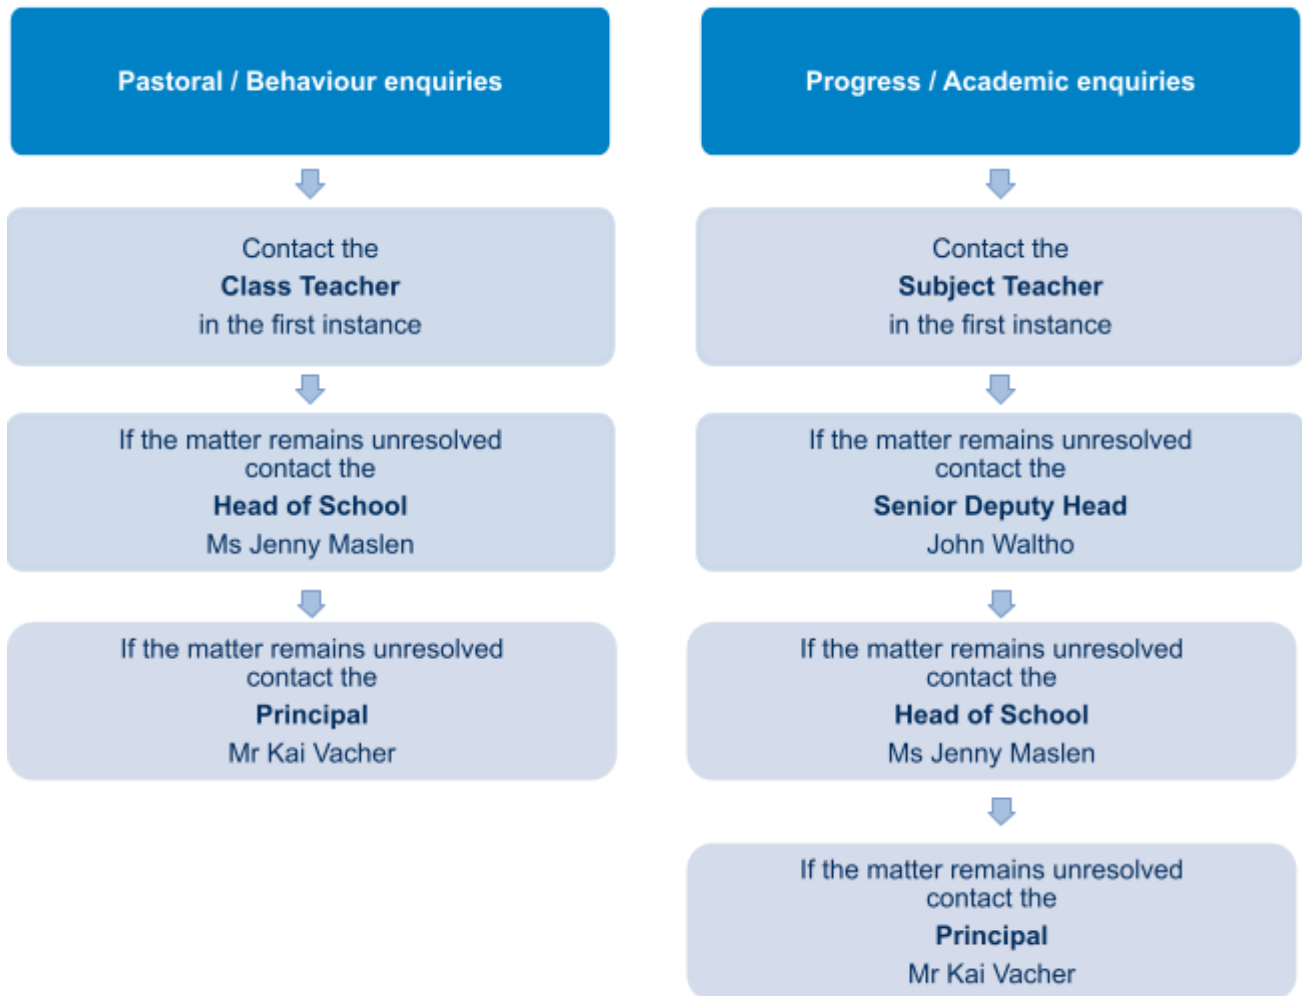 Pastoral / Behaviour enquiries
Contact the
Class Teacher
in the first instance
If the matter remains unresolved
contact the
Head of School
Ms Jenny Maslen
If the matter remains unresolved
contact the
Principal
Mr Kai Vacher
Progress / Academic enquiries
Contact the
Subject Teacher
in the first instance
If the matter remains unresolved
contact the
Senior Deputy Head
John Waltho
If the matter remains unresolved
contact the
Head of School
Ms Jenny Maslen
If the matter remains unresolved
contact the
Principal
Mr Kai Vacher